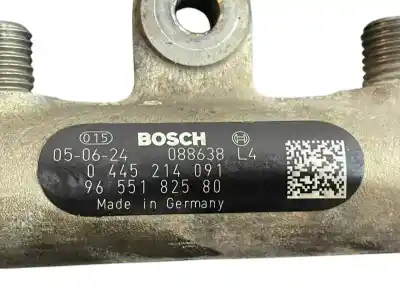 015 BOSCH
05-06-24 088638 L4
0 445 214 091
96 551 825 80
Made in Germany